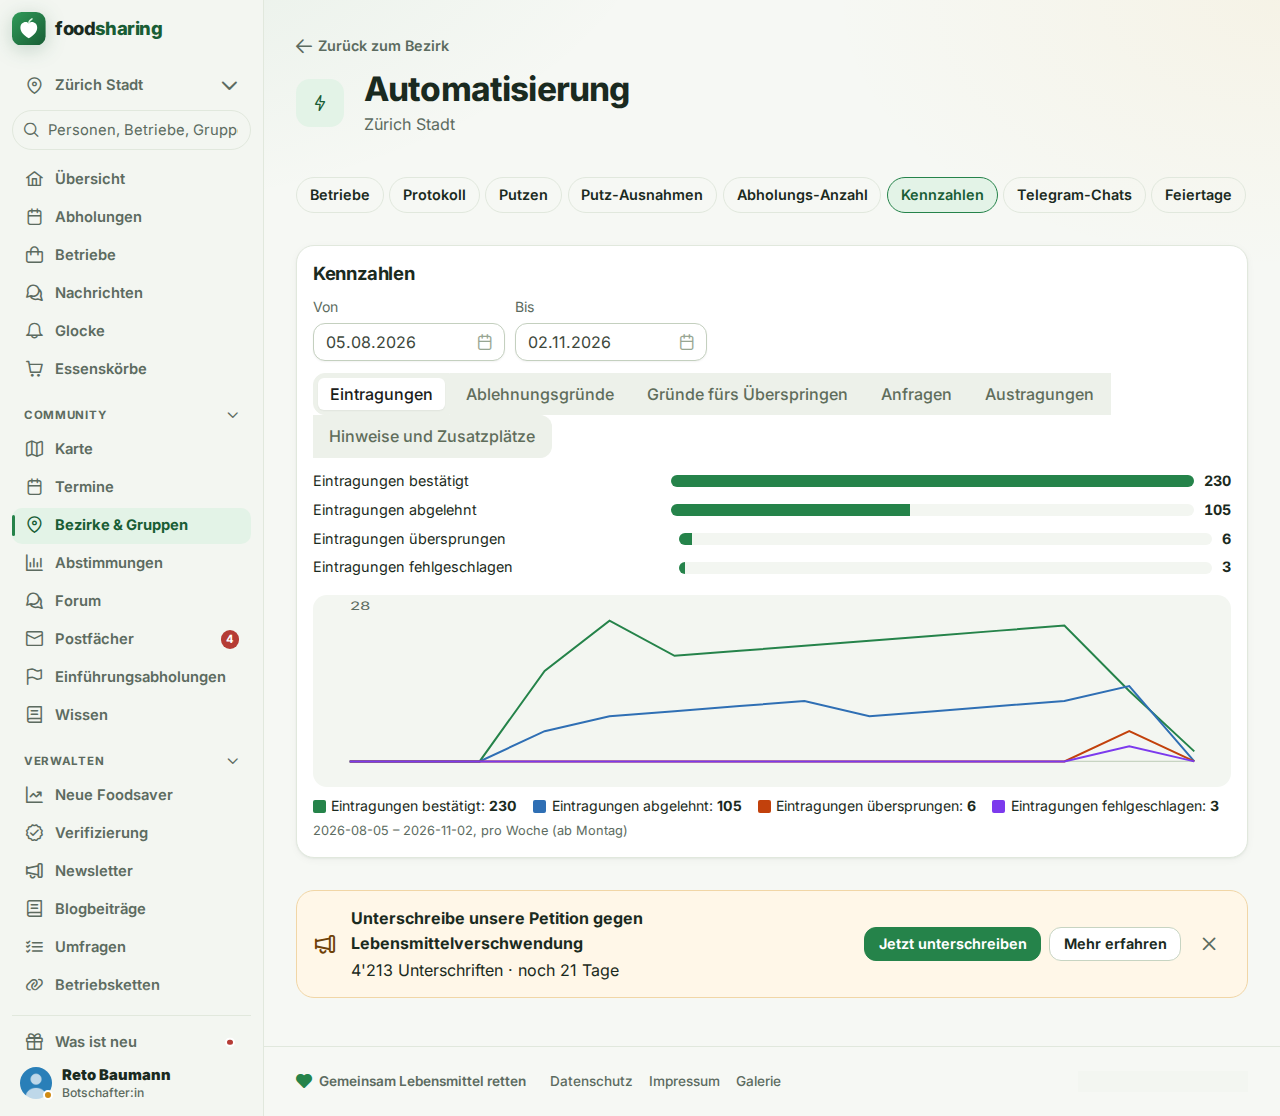 foodsharing
Zürich Stadt
Personen, Betriebe, Grupp
Übersicht
Abholungen
Betriebe
Nachrichten
Glocke
Essenskörbe
COMMUNITY
Karte
Termine
Bezirke & Gruppen
Abstimmungen
Forum
Postfächer 4
Einführungsabholungen
Wissen
VERWALTEN
Neue Foodsaver
Verifizierung
Newsletter
Blogbeiträge
Umfragen
Betriebsketten
Was ist neu
Reto Baumann
Botschafter:in
Zurück zum Bezirk
Automatisierung
Zürich Stadt
Betriebe Protokoll Putzen Putz-Ausnahmen Abholungs-Anzahl Kennzahlen Telegram-Chats Feiertage
Kennzahlen
Von Bis
05.08.2026 02.11.2026
Eintragungen Ablehnungsgründe Gründe fürs Überspringen Anfragen Austragungen
Hinweise und Zusatzplätze
Eintragungen bestätigt 230
Eintragungen abgelehnt 105
Eintragungen übersprungen 6
Eintragungen fehlgeschlagen 3
28
Eintragungen bestätigt: 230 Eintragungen abgelehnt: 105 Eintragungen übersprungen: 6 Eintragungen fehlgeschlagen: 3
2026-08-05 – 2026-11-02, pro Woche (ab Montag)
Unterschreibe unsere Petition gegen
Lebensmittelverschwendung
4'213 Unterschriften · noch 21 Tage
Jetzt unterschreiben Mehr erfahren
Gemeinsam Lebensmittel retten Datenschutz Impressum Galerie